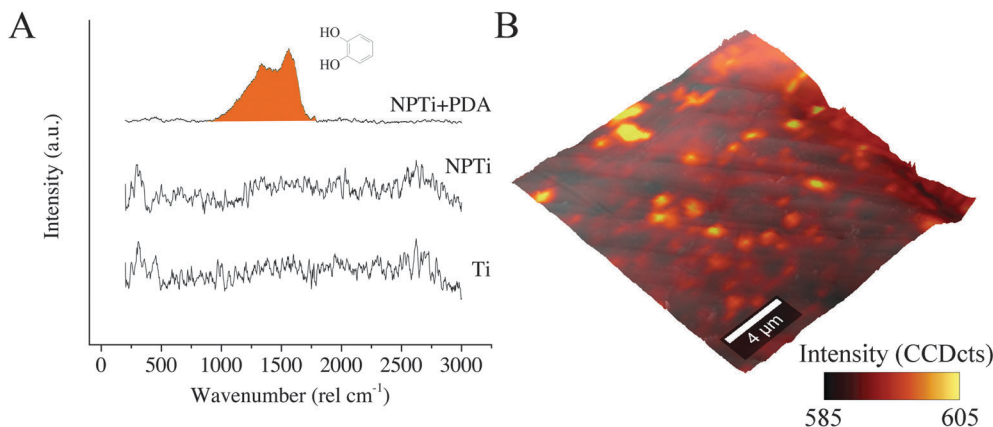 A
HO
HO
NPTi+PDA
NPTi
Ti
Intensity (a.u.)
0 500 1000 1500 2000 2500 3000
Wavenumber (rel cm⁻¹)
B
4 μm
Intensity (CCDcts)
585 605